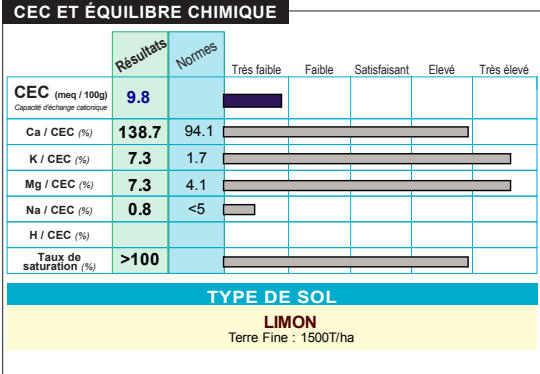 CEC ET ÉQUILIBRE CHIMIQUE
Résultats Normes Très faible Faible Satisfaisant Elevé Très élevé
CEC (meq / 100g) 9.8
Capacité d'échange cationique
Ca / CEC (%) 138.7 94.1
K / CEC (%) 7.3 1.7
Mg / CEC (%) 7.3 4.1
Na / CEC (%) 0.8 <5
H / CEC (%)
Taux de
saturation (%) >100
TYPE DE SOL
LIMON
Terre Fine : 1500T/ha